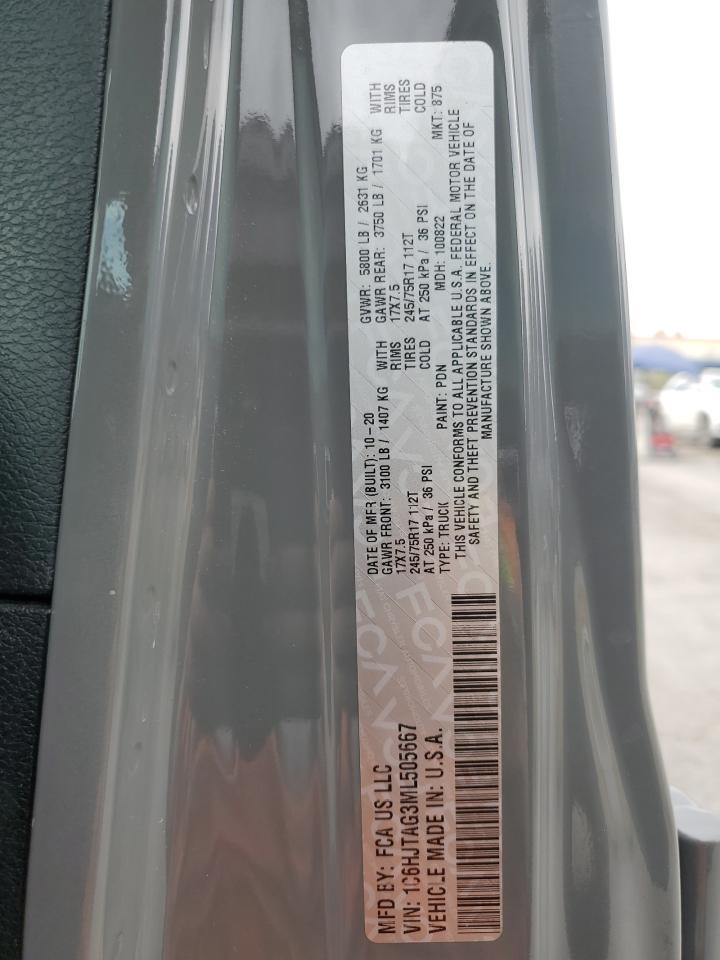 MFD BY: FCA US LLC
VIN: 1C6HJTAG3ML505667
VEHICLE MADE IN: U.S.A.
DATE OF MFR (BUILT): 10-20 GVWR: 5800 LB / 2631 KG
GAWR FRONT: 3100 LB / 1407 KG WITH GAWR REAR: 3750 LB / 1701 KG WITH
17X7.5 RIMS 17X7.5 RIMS
245/75R17 112T TIRES 245/75R17 112T TIRES
AT 250 kPa / 36 PSI COLD AT 250 kPa / 36 PSI COLD
TYPE: TRUCK PAINT: PDN MDH: 100822 MKT: 875
THIS VEHICLE CONFORMS TO ALL APPLICABLE U.S.A. FEDERAL MOTOR VEHICLE
SAFETY AND THEFT PREVENTION STANDARDS IN EFFECT ON THE DATE OF
MANUFACTURE SHOWN ABOVE.